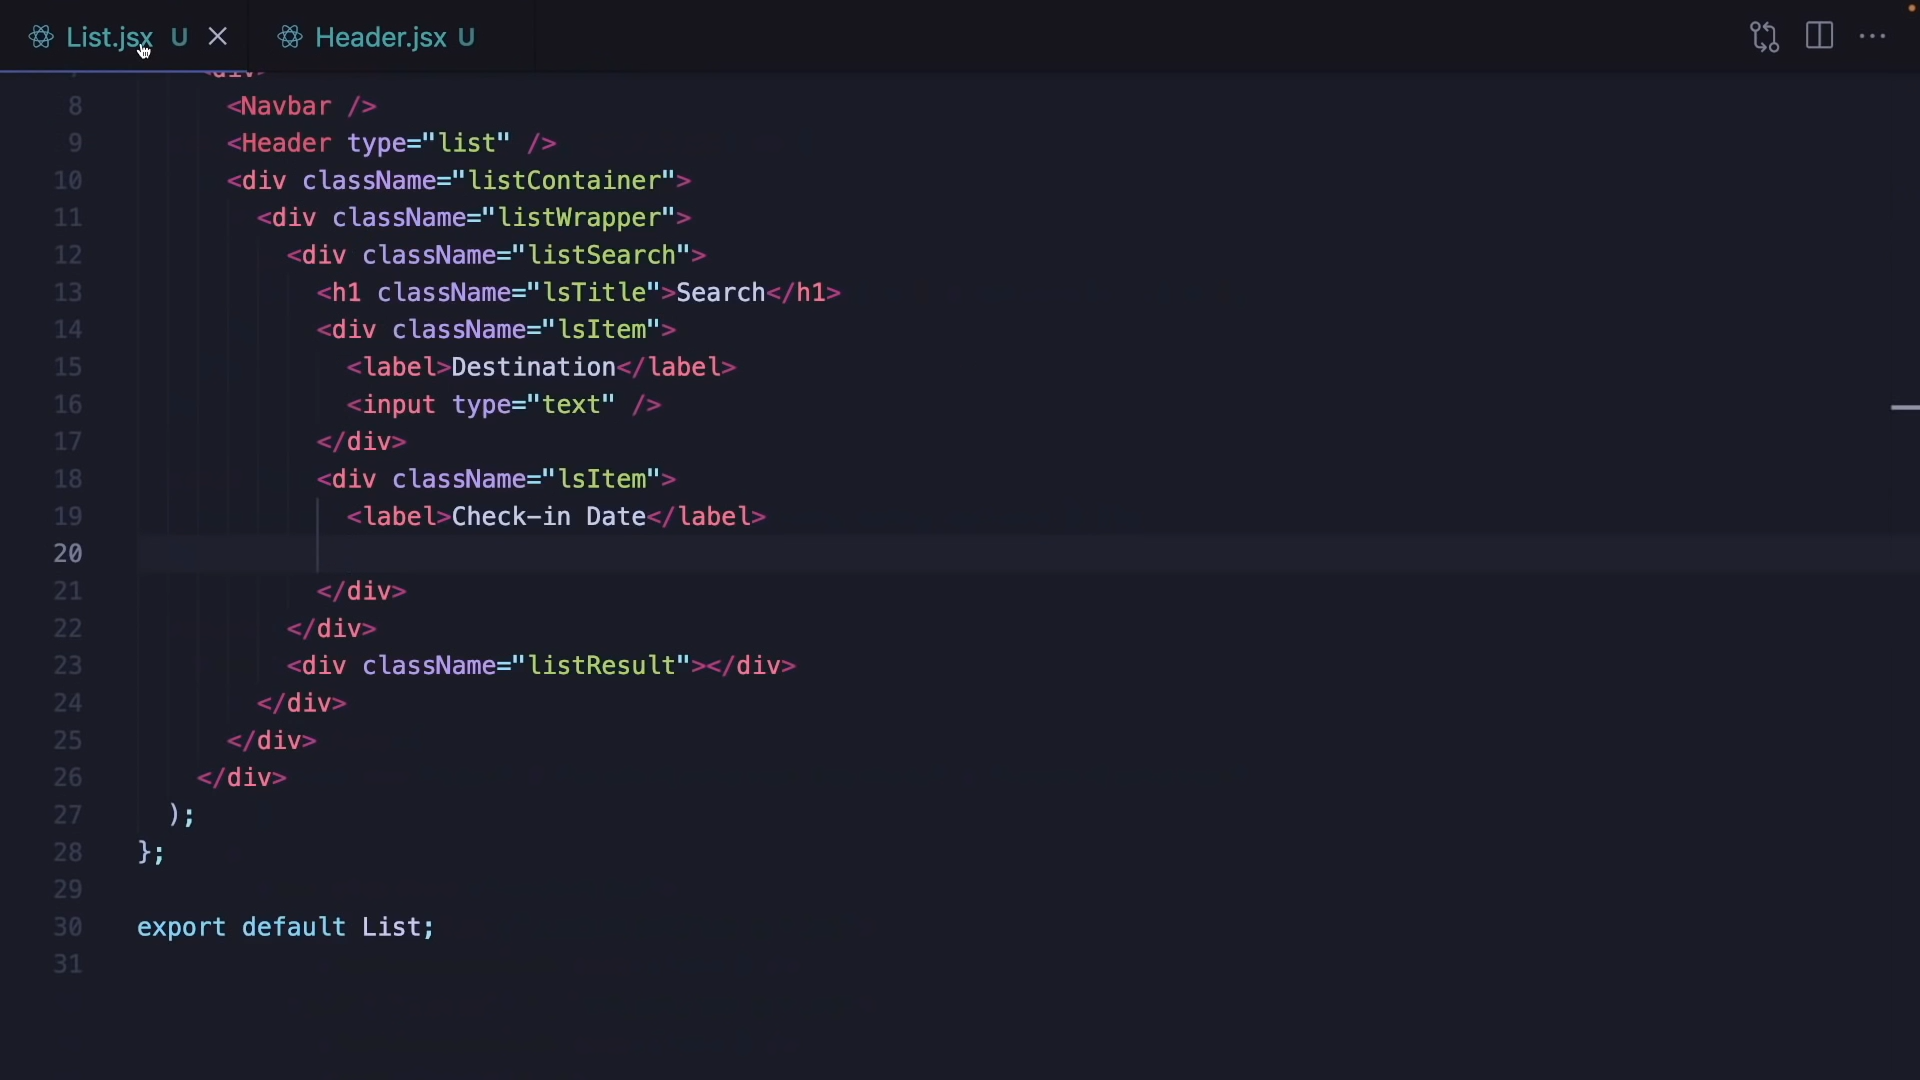 List.jsx U
Header.jsx U
<div>
8 <Navbar />
9 <Header type="list" />
10 <div className="listContainer">
11 <div className="listWrapper">
12 <div className="listSearch">
13 <h1 className="lsTitle">Search</h1>
14 <div className="lsItem">
15 <label>Destination</label>
16 <input type="text" />
17 </div>
18 <div className="lsItem">
19 <label>Check-in Date</label>
20
21 </div>
22 </div>
23 <div className="listResult"></div>
24 </div>
25 </div>
26 </div>
27 );
28 };
29
30 export default List;
31